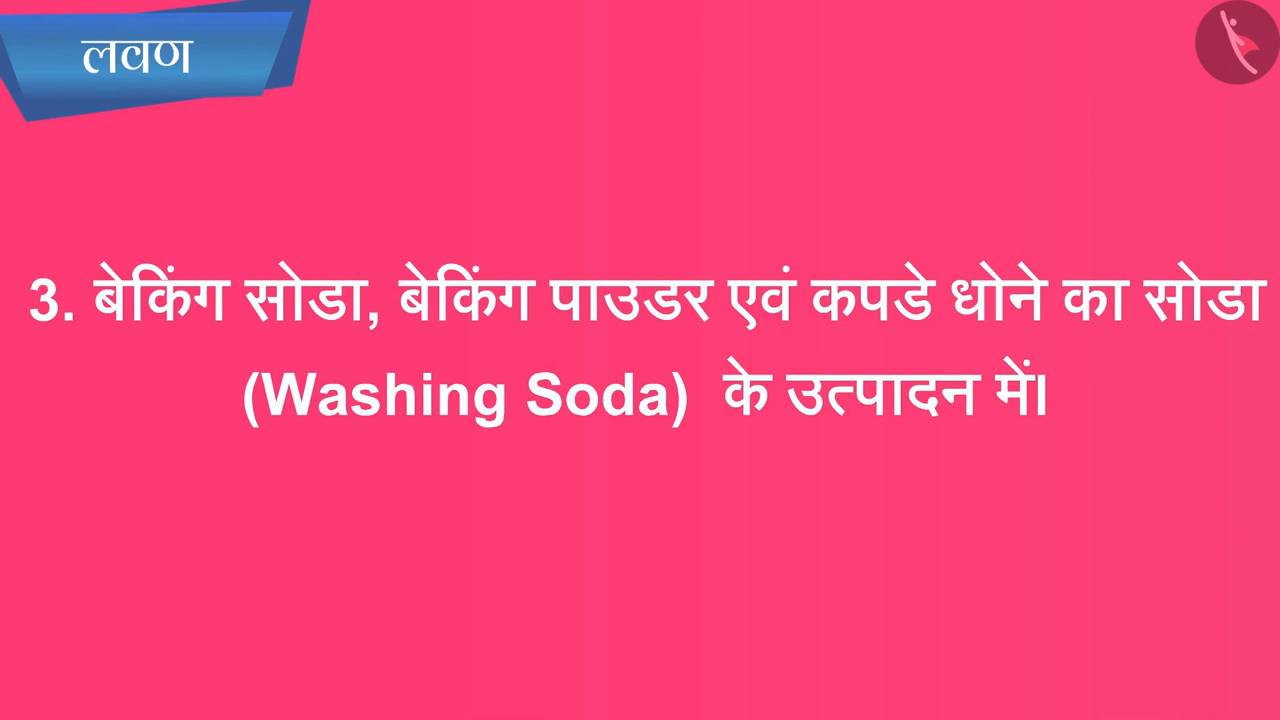 लवण
3. बेकिंग सोडा, बेकिंग पाउडर एवं कपडे धोने का सोडा
(Washing Soda) के उत्पादन में।